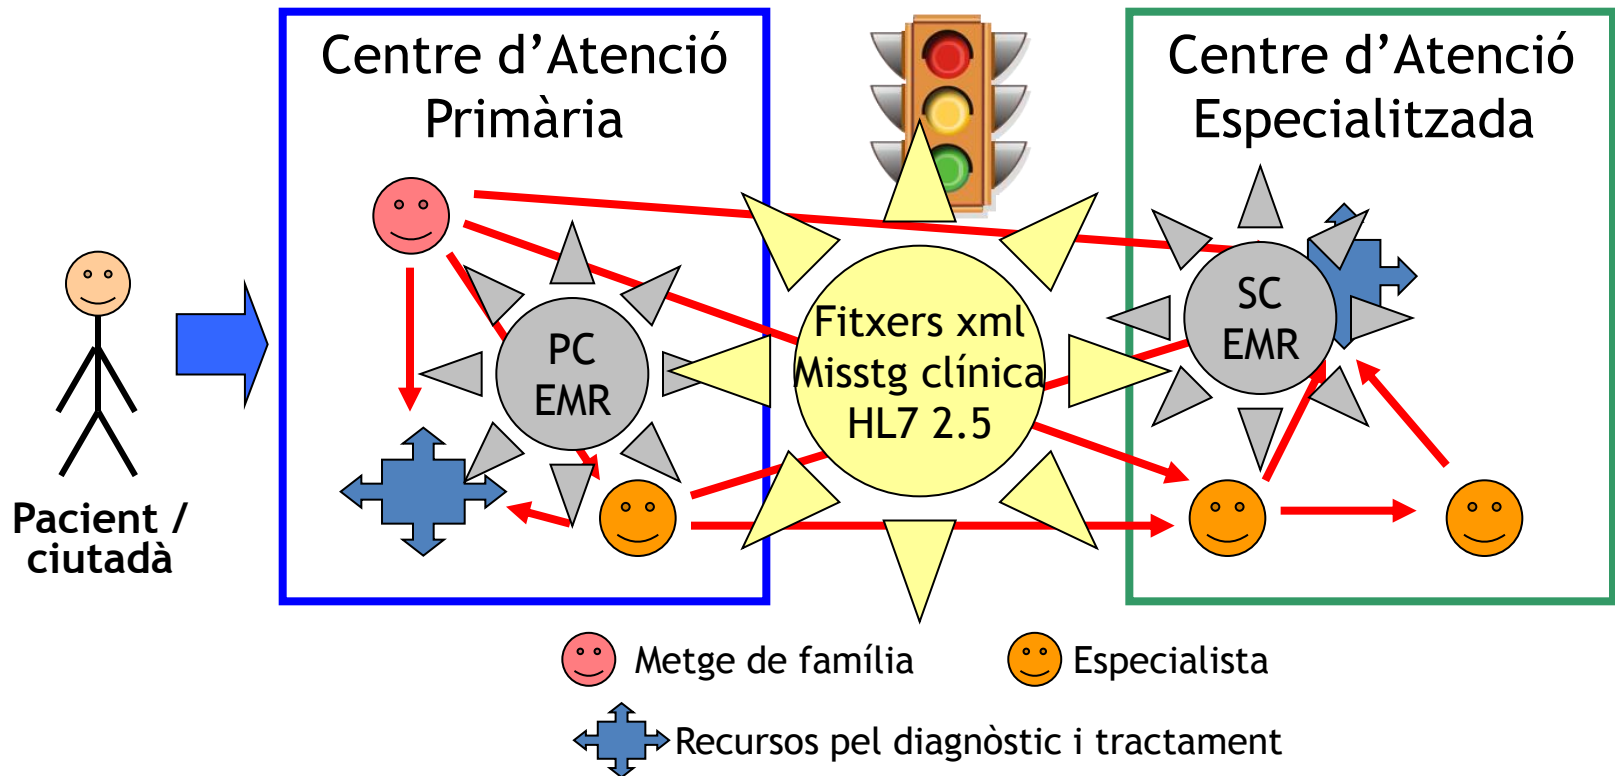 Centre d’Atenció
Primària
Centre d’Atenció
Especialitzada
PC
EMR
Fitxers xml
Misstg clínica
HL7 2.5
SC
EMR
Pacient /
ciutadà
Metge de família
Especialista
Recursos pel diagnòstic i tractament